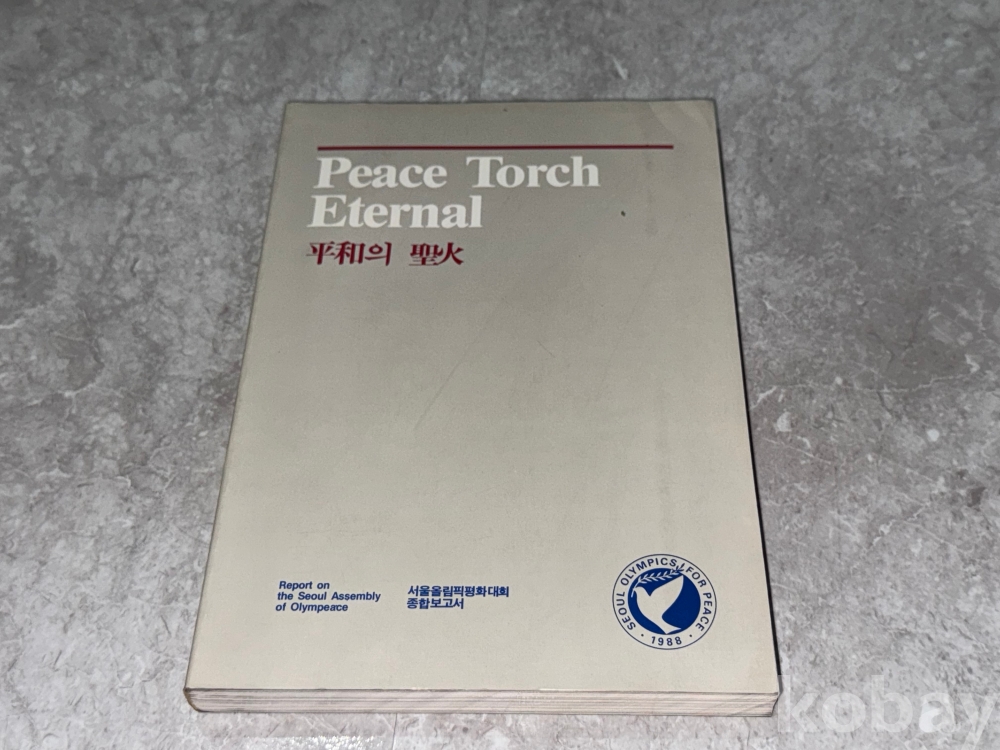 Peace Torch
Eternal
平和의 聖火
Report on
the Seoul Assembly
of Olympeace
서울올림픽평화대회
종합보고서
SEOUL OLYMPICS FOR PEACE
· 1988 ·
kobay